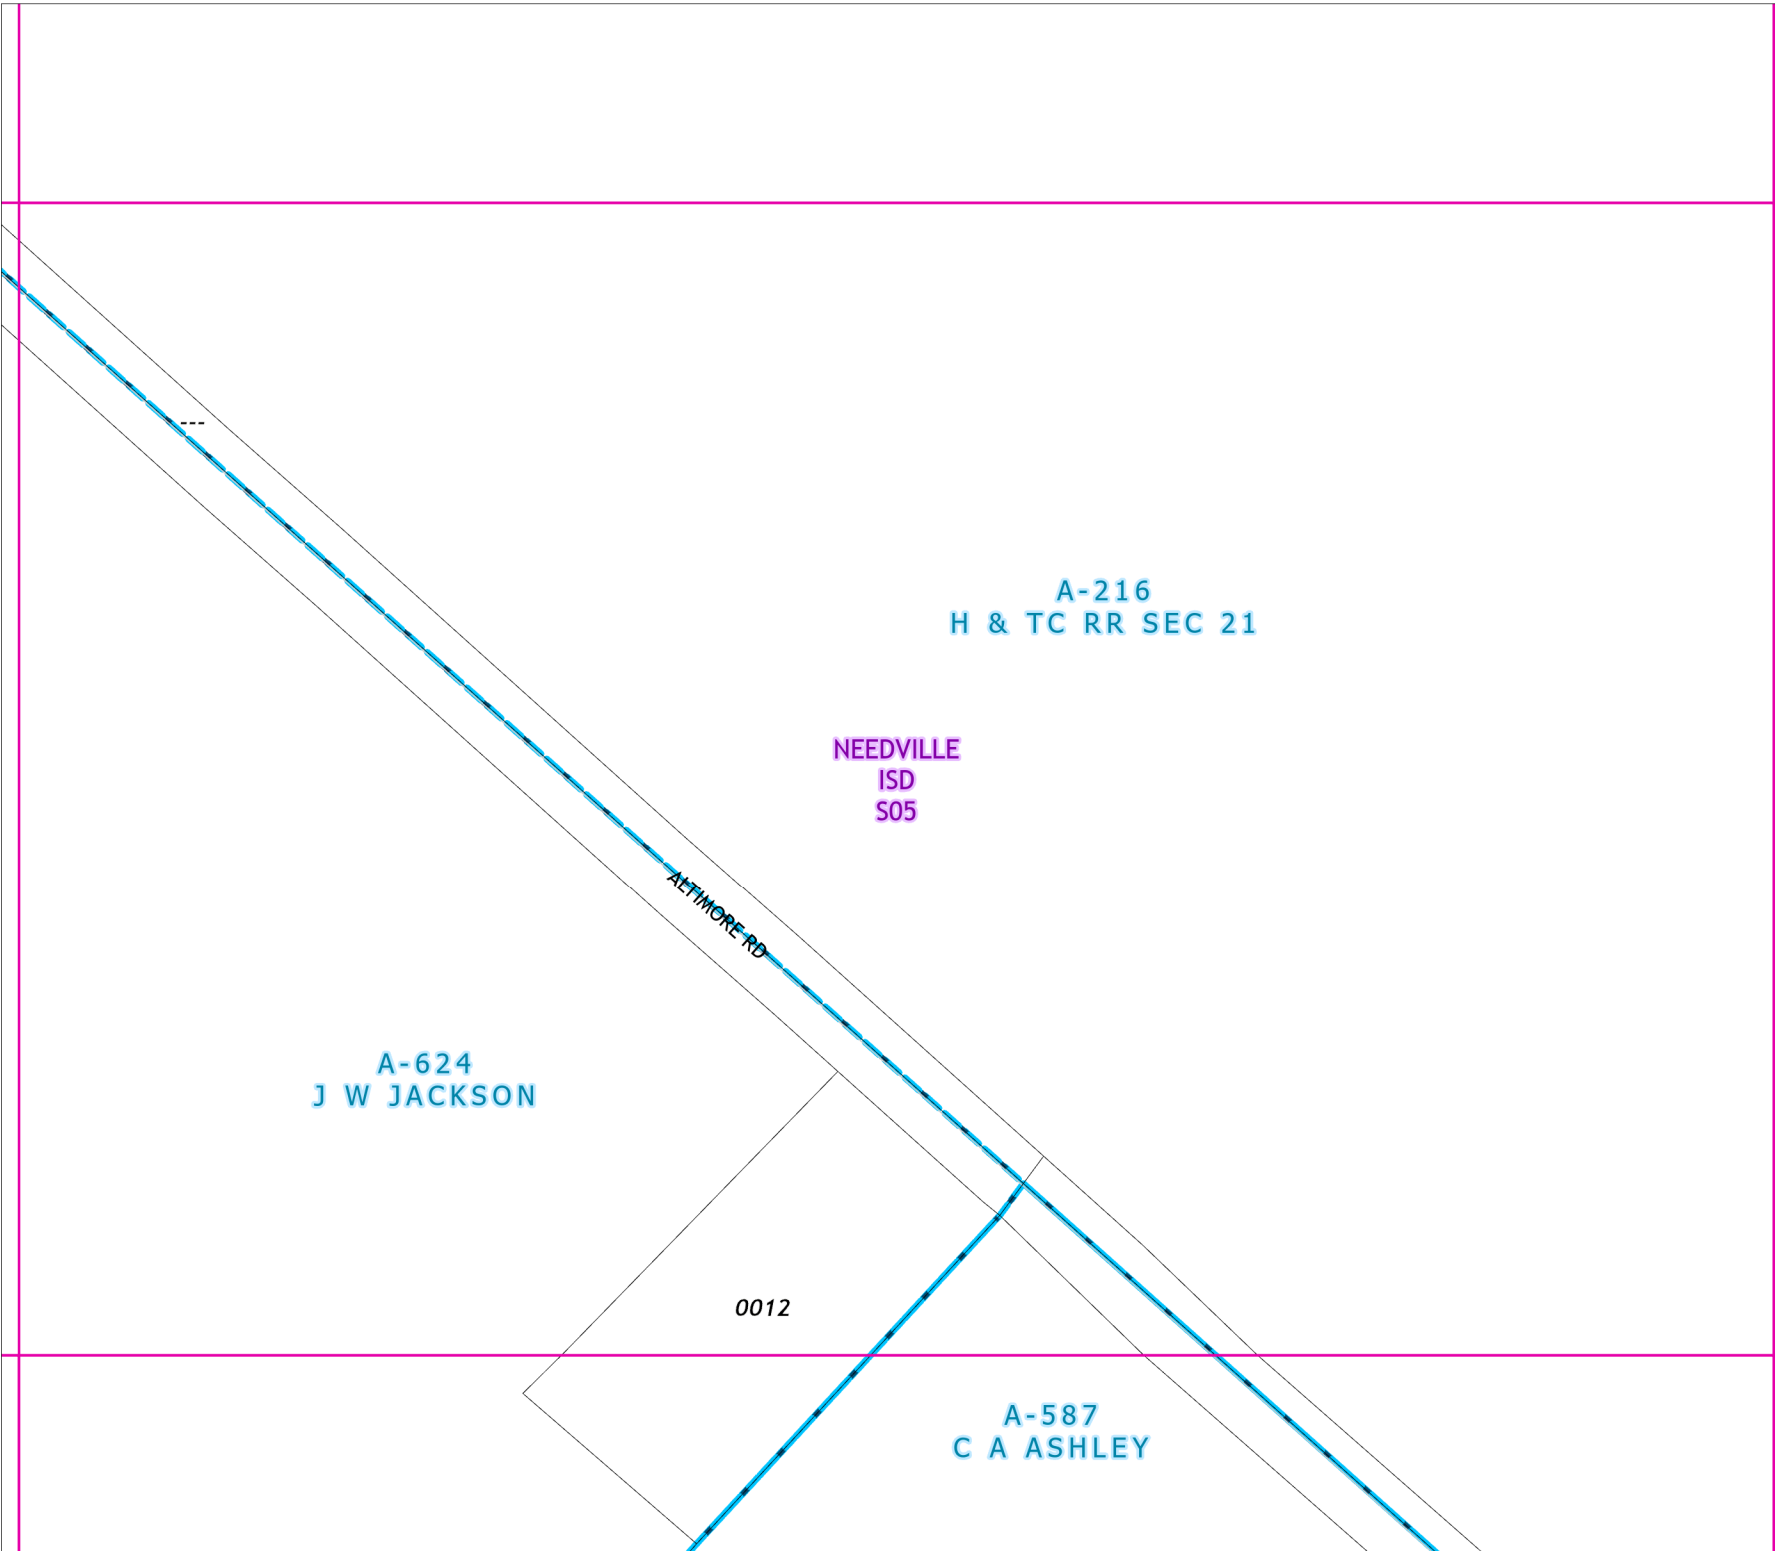 ---
A-216
H & TC RR SEC 21
NEEDVILLE
ISD
S05
ALTIMORE RD
A-624
J W JACKSON
0012
A-587
C A ASHLEY